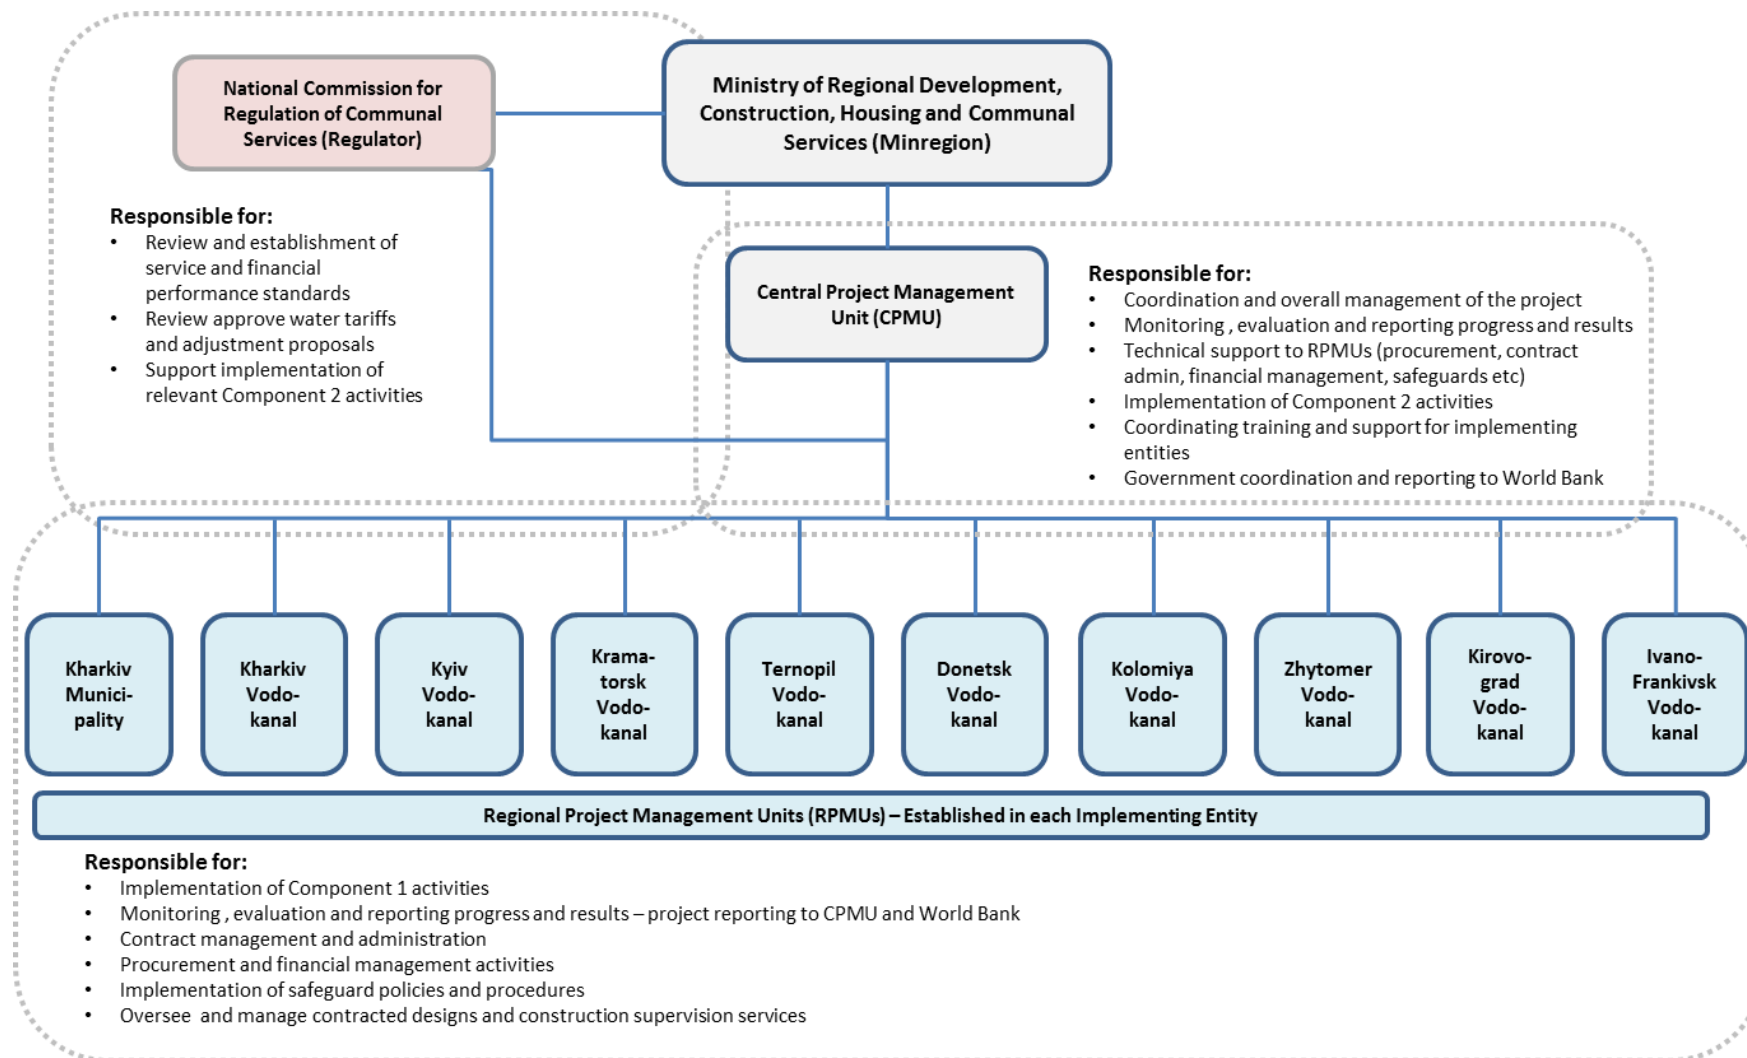 National Commission for
Regulation of Communal
Services (Regulator)
Ministry of Regional Development,
Construction, Housing and Communal
Services (Minregion)
Responsible for:
• Review and establishment of
service and financial
performance standards
• Review approve water tariffs
and adjustment proposals
• Support implementation of
relevant Component 2 activities
Central Project Management
Unit (CPMU)
Responsible for:
• Coordination and overall management of the project
• Monitoring , evaluation and reporting progress and results
• Technical support to RPMUs (procurement, contract
admin, financial management, safeguards etc)
• Implementation of Component 2 activities
• Coordinating training and support for implementing
entities
• Government coordination and reporting to World Bank
Kharkiv
Munici-
pality
Kharkiv
Vodo-
kanal
Kyiv
Vodo-
kanal
Krama-
torsk
Vodo-
kanal
Ternopil
Vodo-
kanal
Donetsk
Vodo-
kanal
Kolomiya
Vodo-
kanal
Zhytomer
Vodo-
kanal
Kirovo-
grad
Vodo-
kanal
Ivano-
Frankivsk
Vodo-
kanal
Regional Project Management Units (RPMUs) – Established in each Implementing Entity
Responsible for:
• Implementation of Component 1 activities
• Monitoring , evaluation and reporting progress and results – project reporting to CPMU and World Bank
• Contract management and administration
• Procurement and financial management activities
• Implementation of safeguard policies and procedures
• Oversee and manage contracted designs and construction supervision services